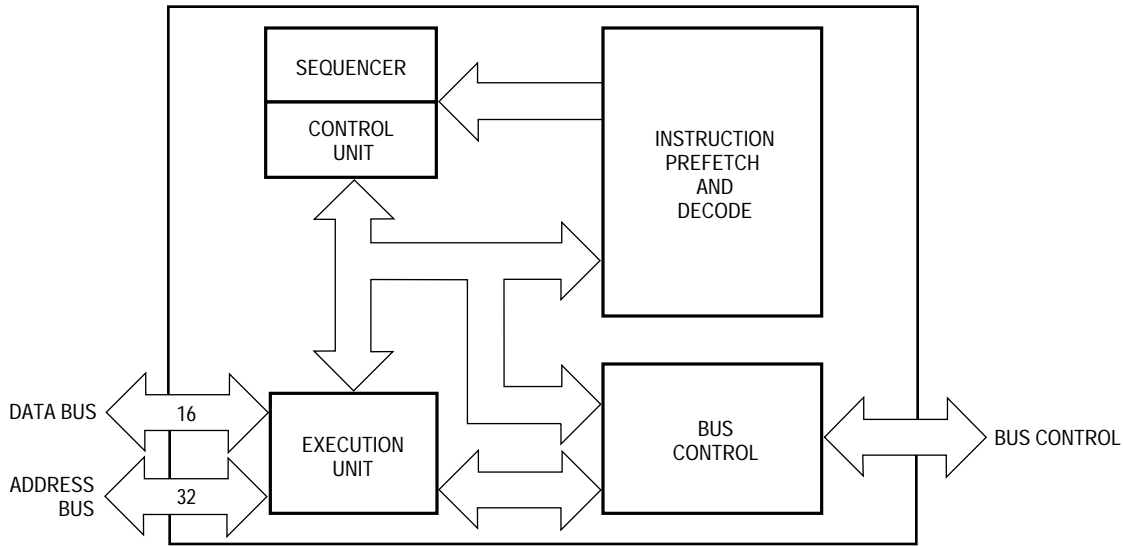 SEQUENCER
CONTROL
UNIT
INSTRUCTION
PREFETCH
AND
DECODE
DATA BUS
16
ADDRESS
BUS
32
EXECUTION
UNIT
BUS
CONTROL
BUS CONTROL